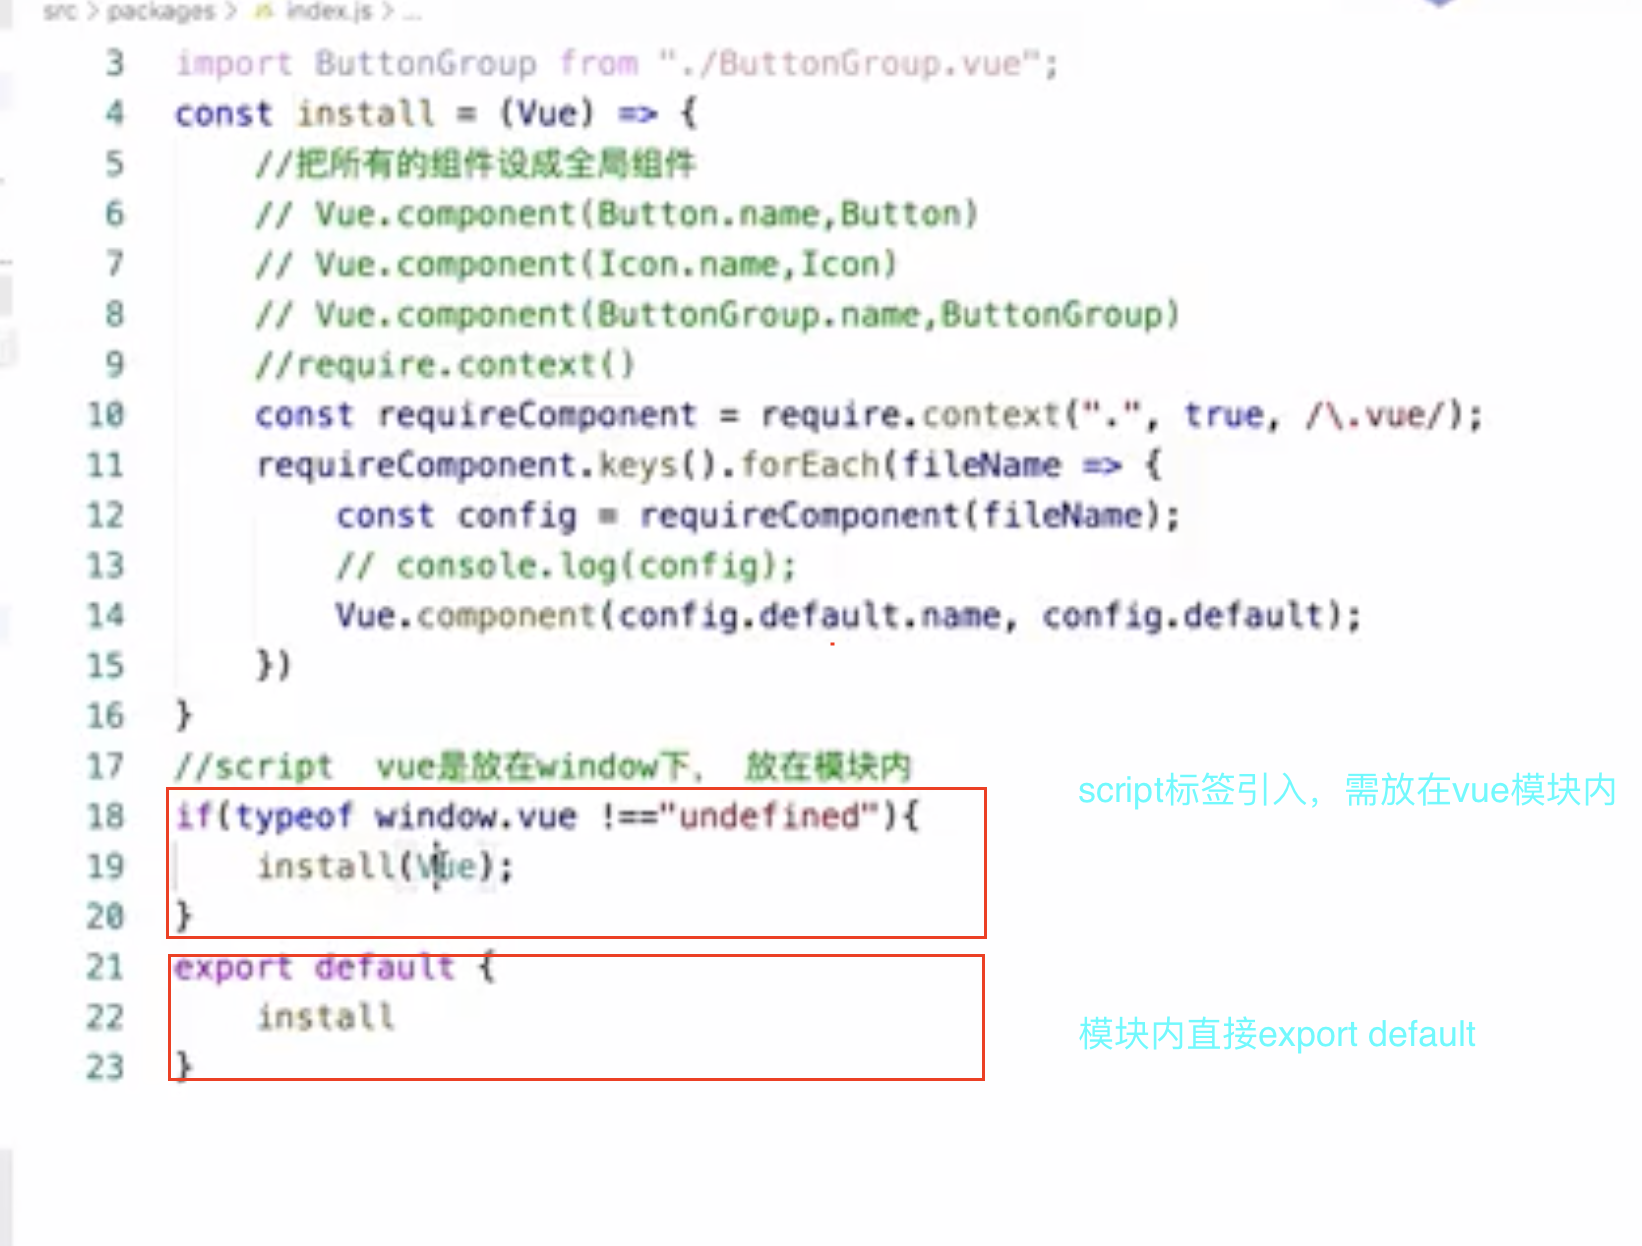 src > packages > JS index.js > ...
3 import ButtonGroup from "./ButtonGroup.vue";
4 const install = (Vue) => {
5 //把所有的组件设成全局组件
6 // Vue.component(Button.name,Button)
7 // Vue.component(Icon.name,Icon)
8 // Vue.component(ButtonGroup.name,ButtonGroup)
9 //require.context()
10 const requireComponent = require.context(".", true, /\.vue/);
11 requireComponent.keys().forEach(fileName => {
12 const config = requireComponent(fileName);
13 // console.log(config);
14 Vue.component(config.default.name, config.default);
15 })
16 }
17 //script vue是放在window下， 放在模块内
script标签引入，需放在vue模块内
18 if(typeof window.vue !=="undefined"){
19 install(Vue);
20 }
21 export default {
22 install
模块内直接export default
23 }